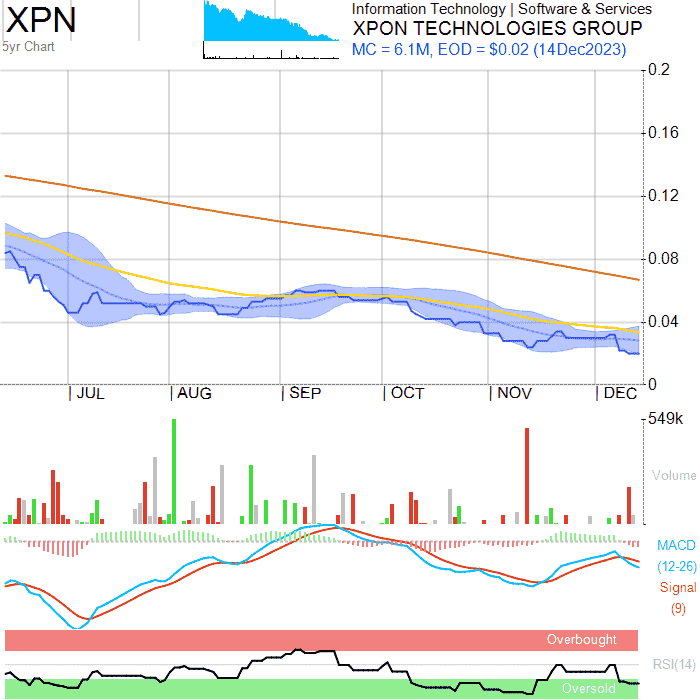 XPN
5yr Chart
Information Technology | Software & Services
XPON TECHNOLOGIES GROUP
MC = 6.1M, EOD = $0.02 (14Dec2023)
0.2
0.16
0.12
0.08
0.04
0
| JUL | AUG | SEP | OCT | NOV | DEC
549k
Volume
MACD
(12-26)
Signal
(9)
Overbought
RSI(14)
Oversold